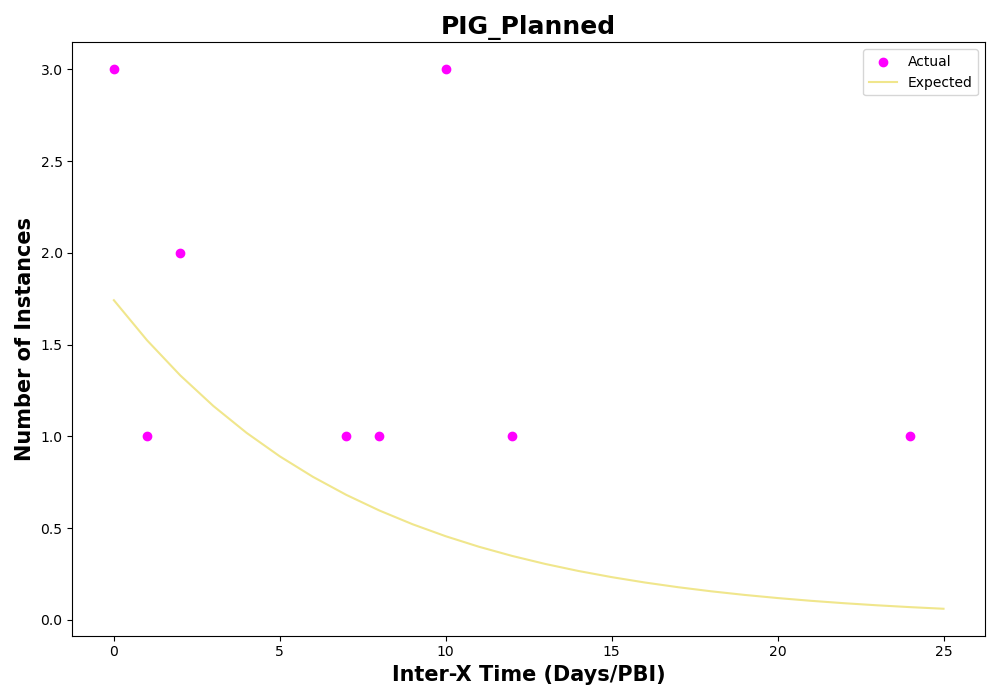 PIG_Planned
Actual
Expected
Number of Instances
3.0
2.5
2.0
1.5
1.0
0.5
0.0
0 5 10 15 20 25
Inter-X Time (Days/PBI)